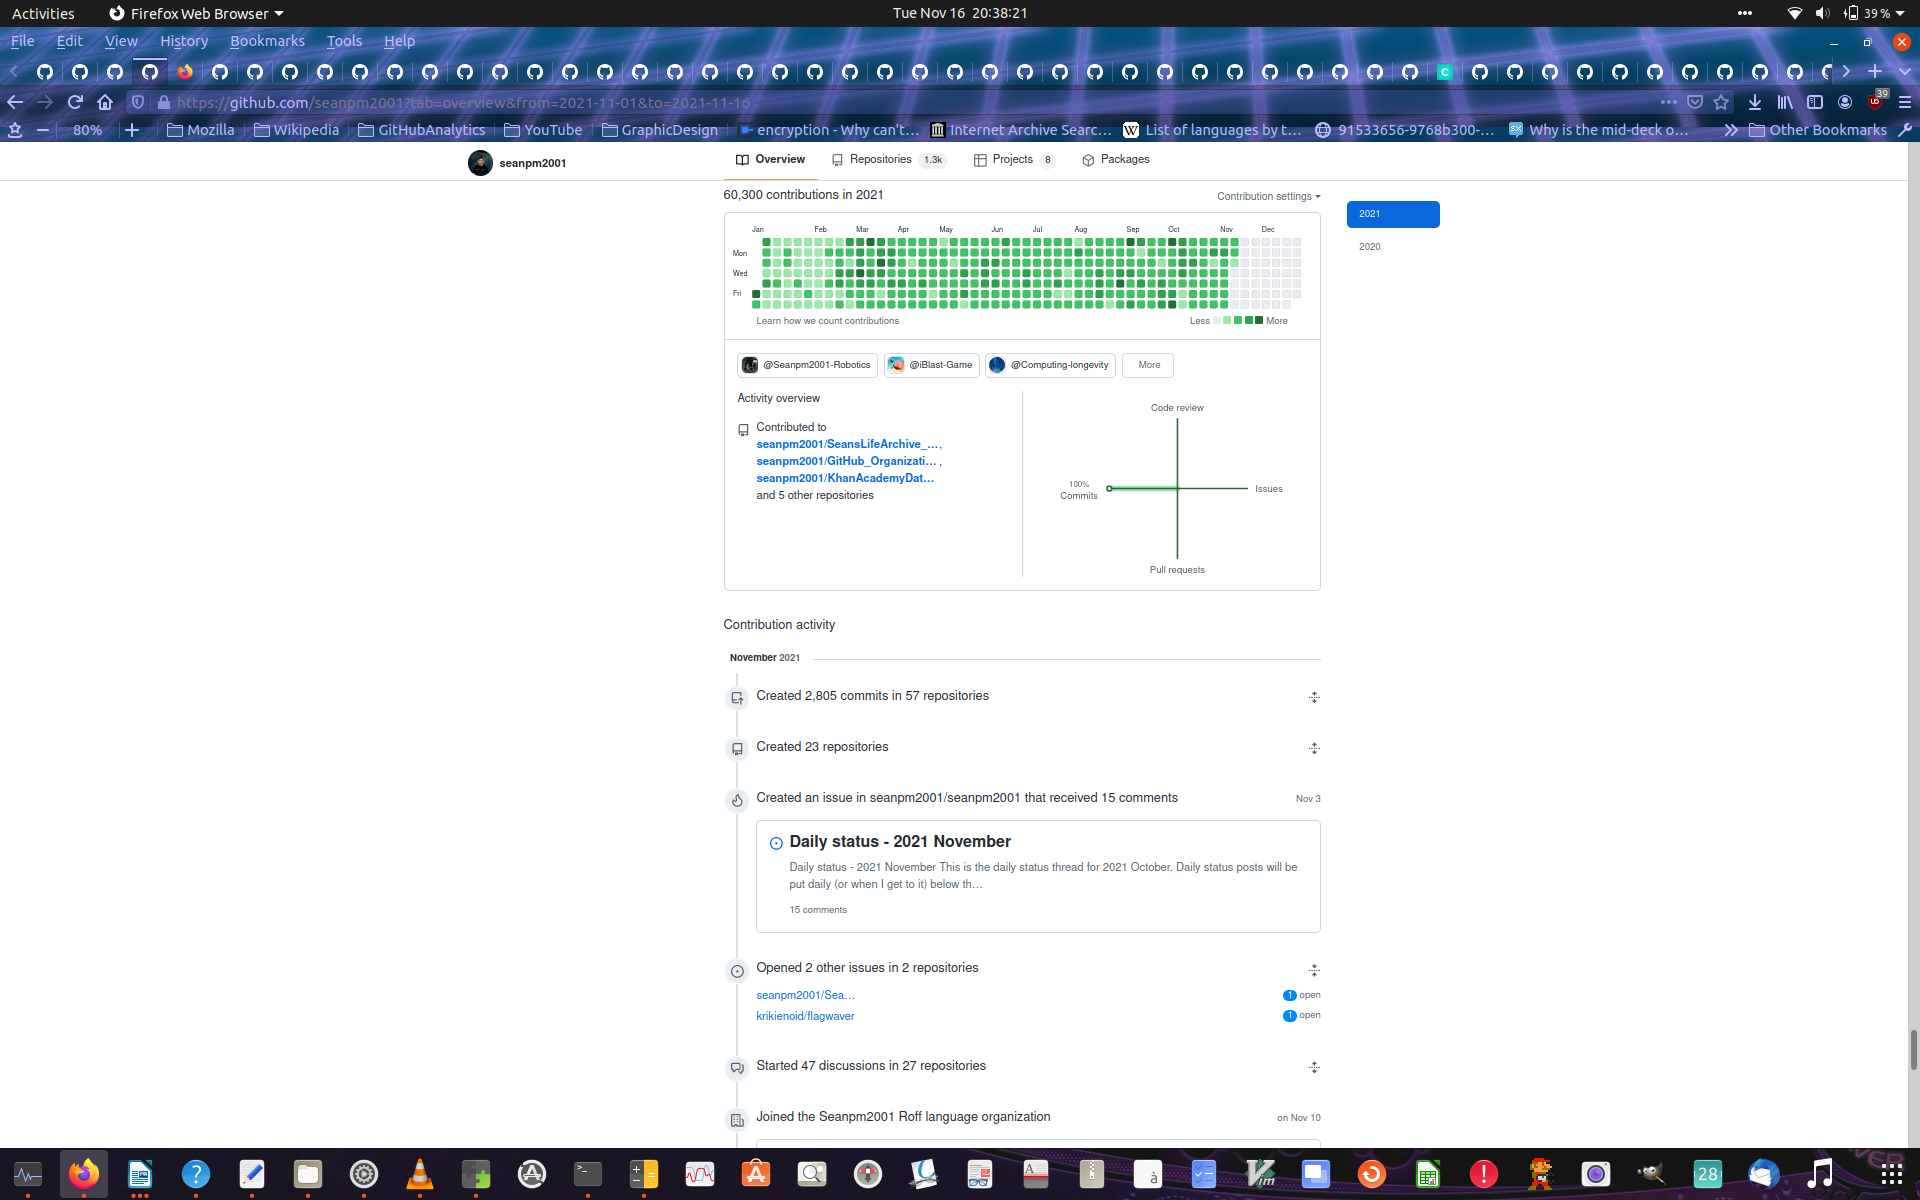 Activities
Firefox Web Browser
Tue Nov 16 20:38:21
39 %
File Edit View History Bookmarks Tools Help
https://github.com/seanpm2001?tab=overview&from=2021-11-01&to=2021-11-16
39
80%
Mozilla
Wikipedia
GitHubAnalytics
YouTube
GraphicDesign
encryption - Why can't…
Internet Archive Searc…
List of languages by t…
91533656-9768b300-…
Why is the mid-deck o…
Other Bookmarks
seanpm2001
Overview
Repositories 1.3k
Projects 8
Packages
60,300 contributions in 2021
Contribution settings
2021
2020
Jan Feb Mar Apr May Jun Jul Aug Sep Oct Nov Dec
Mon
Wed
Fri
Learn how we count contributions
Less
More
@Seanpm2001-Robotics
@iBlast-Game
@Computing-longevity
More
Activity overview
Contributed to
seanpm2001/SeansLifeArchive_…,
seanpm2001/GitHub_Organizati… ,
seanpm2001/KhanAcademyDat…
and 5 other repositories
Code review
100%
Commits
Issues
Pull requests
Contribution activity
November 2021
Created 2,805 commits in 57 repositories
Created 23 repositories
Created an issue in seanpm2001/seanpm2001 that received 15 comments
Nov 3
Daily status - 2021 November
Daily status - 2021 November This is the daily status thread for 2021 October. Daily status posts will be
put daily (or when I get to it) below th…
15 comments
Opened 2 other issues in 2 repositories
seanpm2001/Sea…
1 open
krikienoid/flagwaver
1 open
Started 47 discussions in 27 repositories
Joined the Seanpm2001 Roff language organization
on Nov 10
28